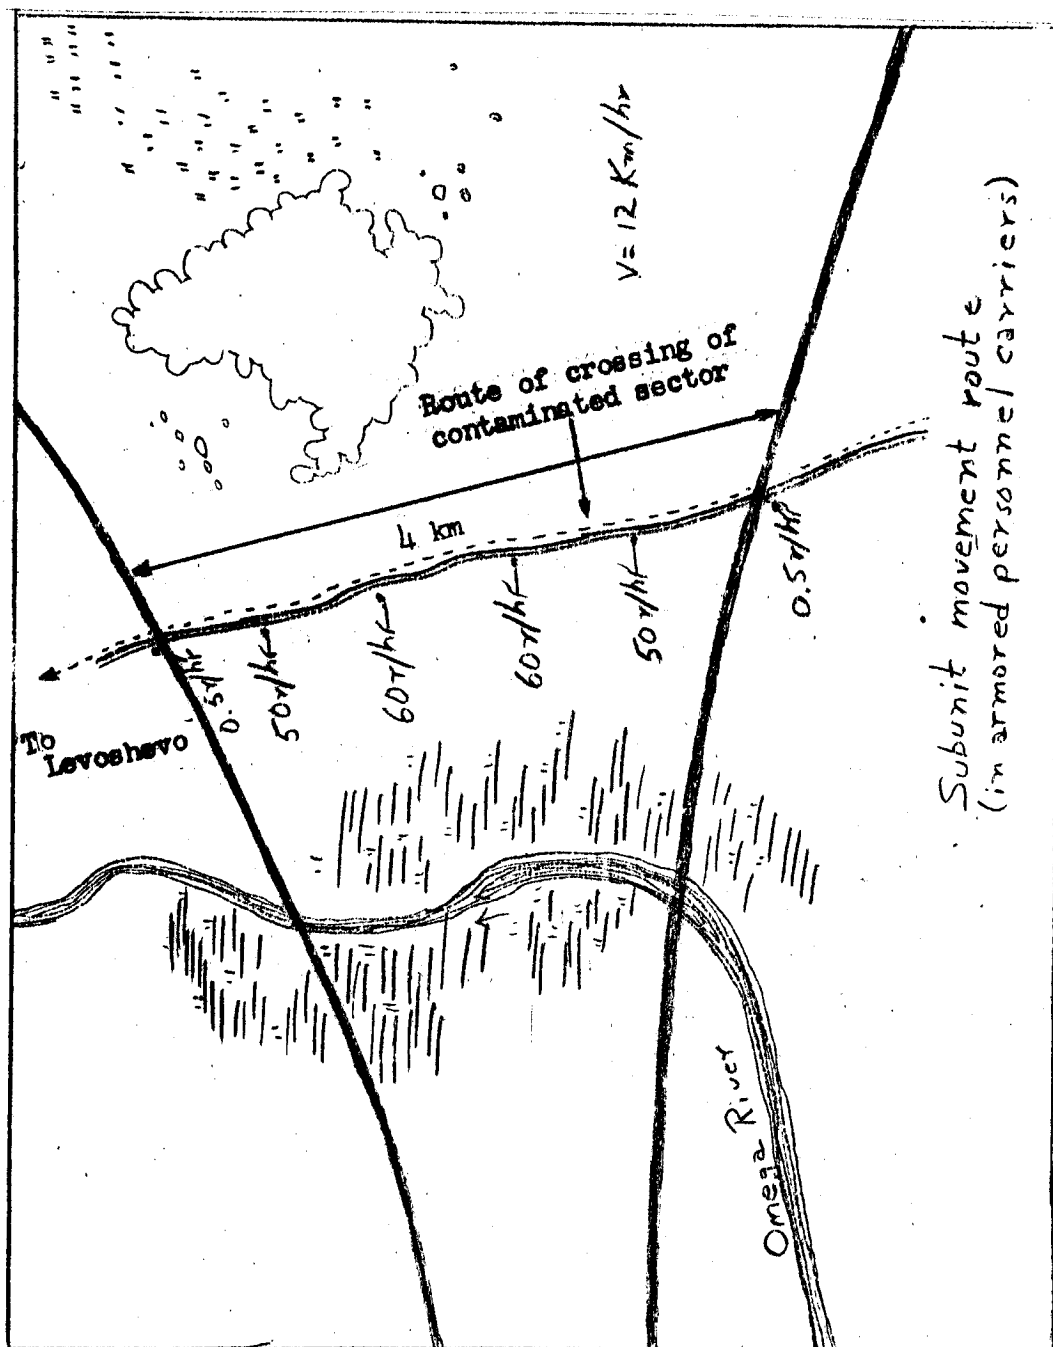 V=12 Km/hr
Route of crossing of
contaminated sector
4 km
0.5r/hr
50r/hr
60r/hr
60r/hr
50r/hr
0.5r/hr
To
Levoshevo
Omega River
Subunit movement route
(in armored personnel carriers)